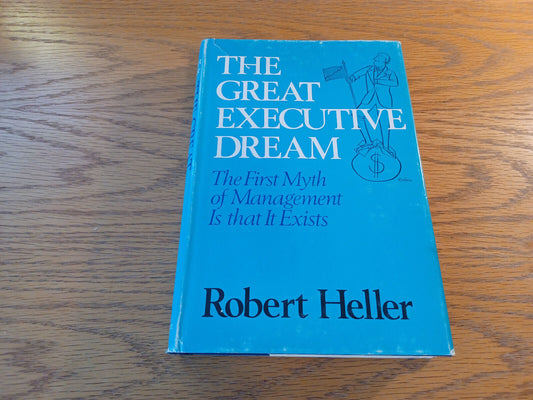 THE
GREAT
EXECUTIVE
DREAM
The First Myth
of Management
Is that It Exists
$
Robert Heller